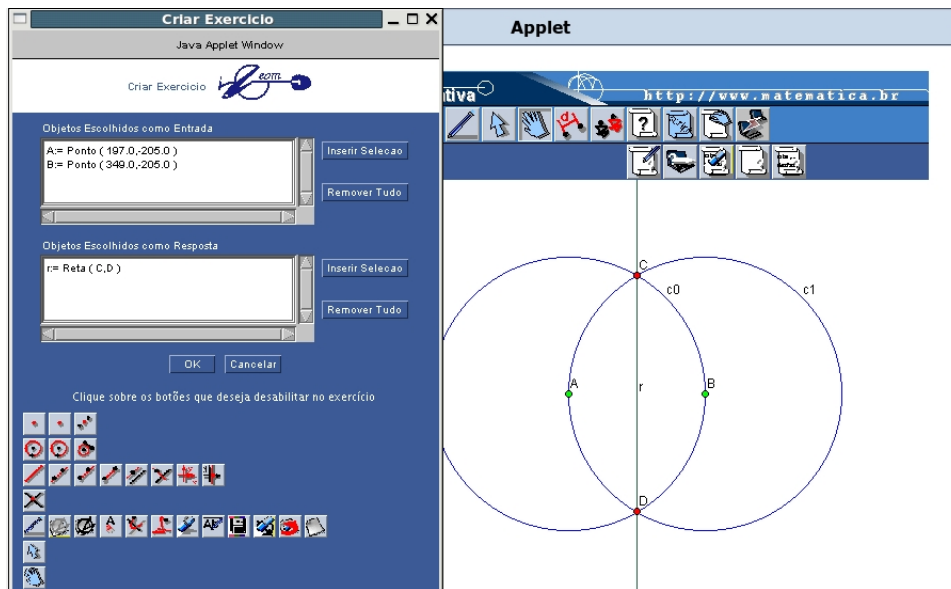 Criar Exercicio
Java Applet Window
Criar Exercicio
iGeom
Objetos Escolhidos como Entrada
A:= Ponto ( 197.0,-205.0 )
B:= Ponto ( 349.0,-205.0 )
Inserir Selecao
Remover Tudo
Objetos Escolhidos como Resposta
r:= Reta ( C,D )
Inserir Selecao
Remover Tudo
OK
Cancelar
Clique sobre os botões que deseja desabilitar no exercício
Applet
tiva
http://www.matematica.br
C
c0
c1
A
r
B
D